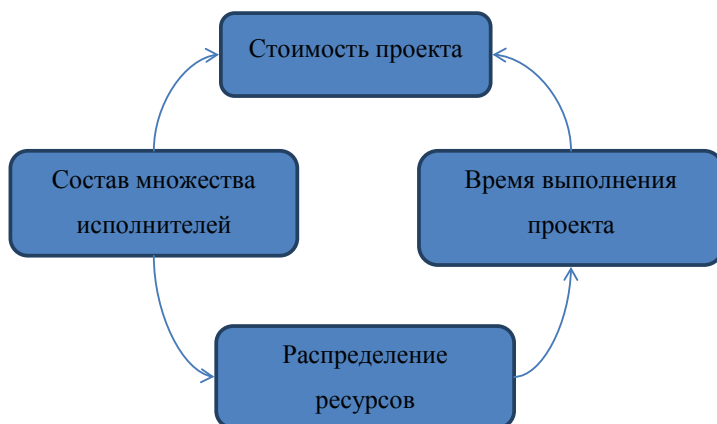 Стоимость проекта
Состав множества
исполнителей
Время выполнения
проекта
Распределение
ресурсов